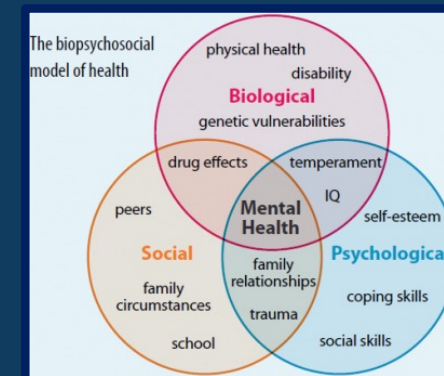 The biopsychosocial
model of health
physical health
disability
Biological
genetic vulnerabilities
drug effects
temperament
IQ
peers
Mental
Health
self-esteem
Social
family
relationships
Psychological
family
circumstances
trauma
coping skills
school
social skills